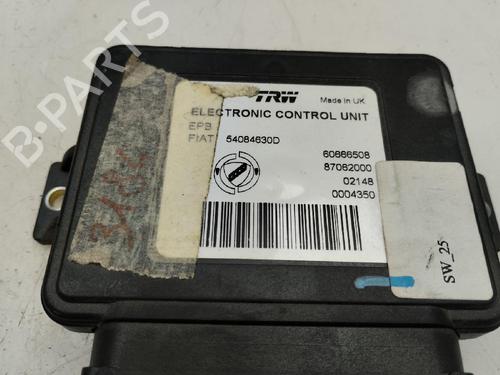 B-PARTS
TRW
Made In UK
ELECTRONIC CONTROL UNIT
EPB
FIAT 54084630D
60666508
87062000
02148
0004350
SW_25